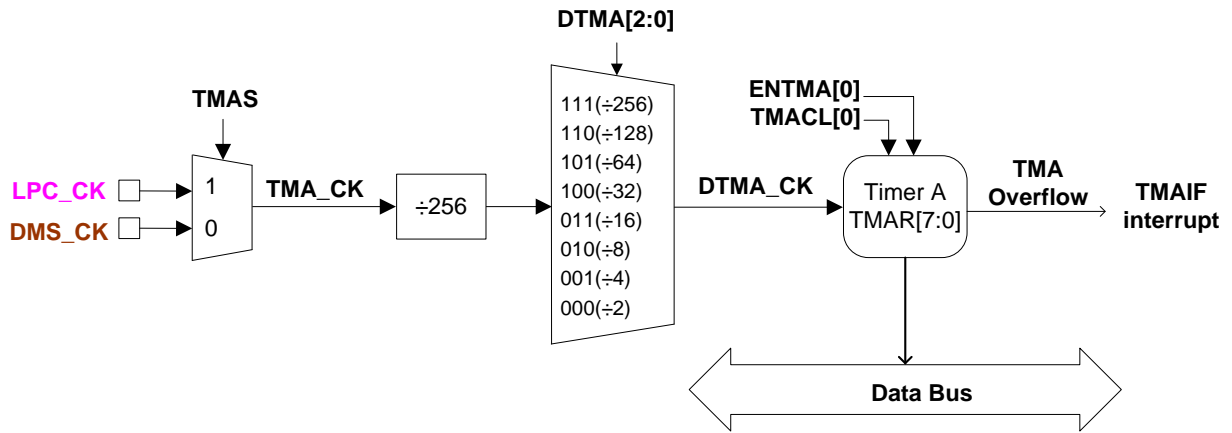 DTMA[2:0]
TMAS
LPC_CK
DMS_CK
1
0
TMA_CK
÷256
111(÷256)
110(÷128)
101(÷64)
100(÷32)
011(÷16)
010(÷8)
001(÷4)
000(÷2)
DTMA_CK
ENTMA[0]
TMACL[0]
Timer A
TMAR[7:0]
TMA
Overflow
TMAIF
interrupt
Data Bus